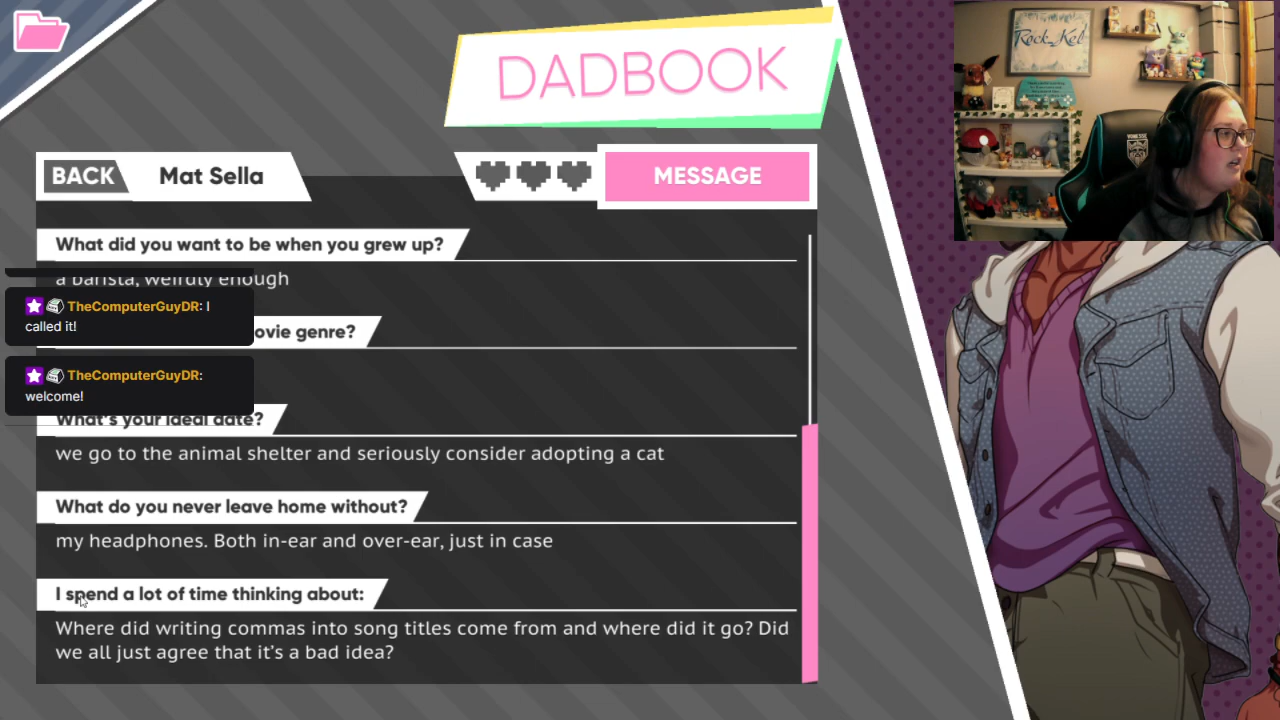 DADBOOK
BACK
Mat Sella
MESSAGE
What did you want to be when you grew up?
a barista, weirdly enough
TheComputerGuyDR: I
called it!
ovie genre?
TheComputerGuyDR:
welcome!
What's your ideal date?
we go to the animal shelter and seriously consider adopting a cat
What do you never leave home without?
my headphones. Both in-ear and over-ear, just in case
I spend a lot of time thinking about:
Where did writing commas into song titles come from and where did it go? Did
we all just agree that it's a bad idea?
Rock_Kel